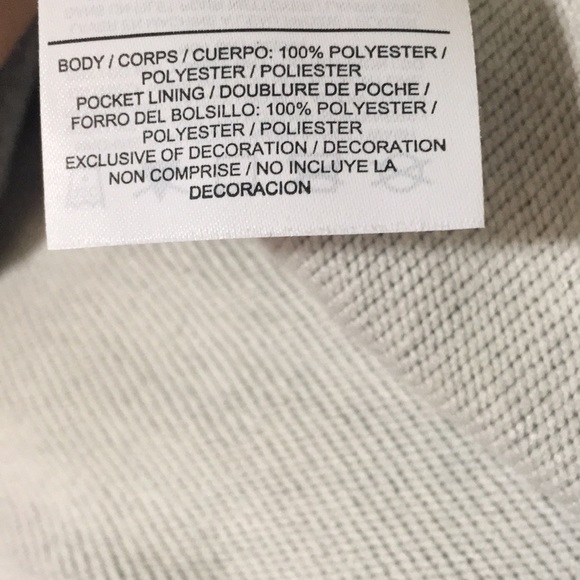 BODY / CORPS / CUERPO: 100% POLYESTER /
POLYESTER / POLIESTER
POCKET LINING / DOUBLURE DE POCHE /
FORRO DEL BOLSILLO: 100% POLYESTER /
POLYESTER / POLIESTER
EXCLUSIVE OF DECORATION / DECORATION
NON COMPRISE / NO INCLUYE LA
DECORACION